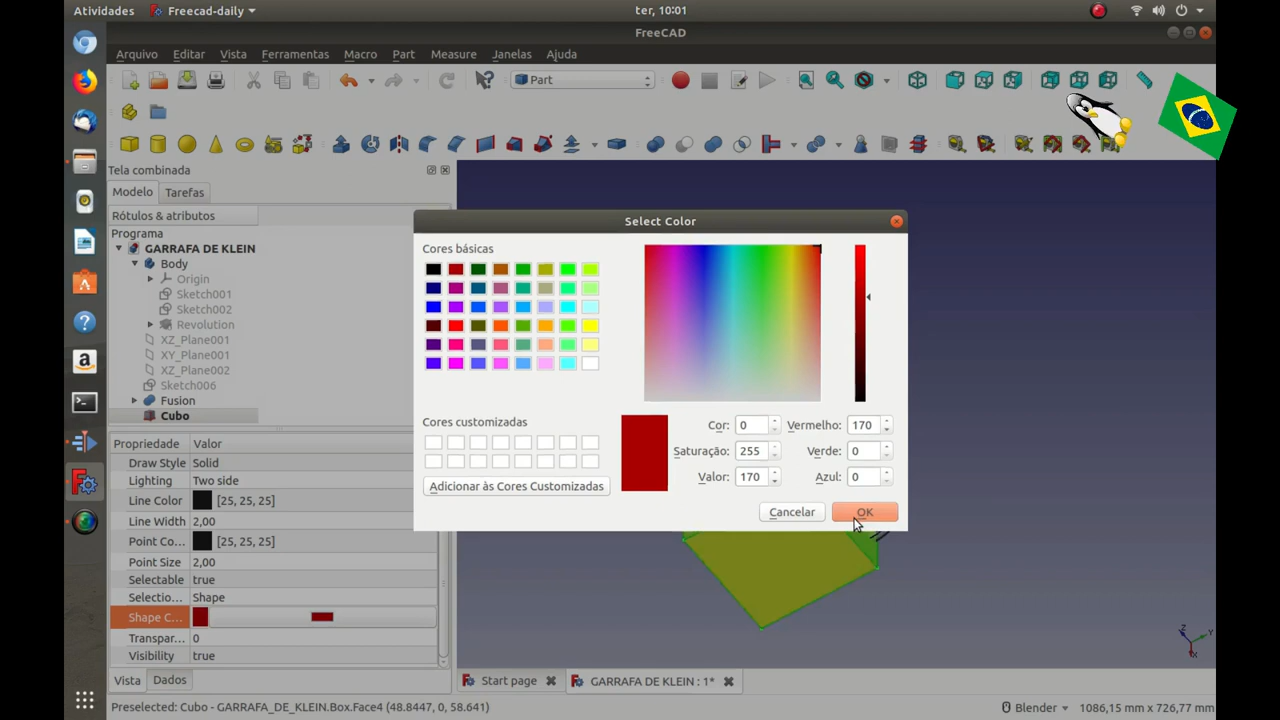 Atividades
Freecad-daily
ter, 10:01
FreeCAD
Arquivo Editar Vista Ferramentas Macro Part Measure Janelas Ajuda
Part
Tela combinada
Modelo Tarefas
Rótulos & atributos
Programa
GARRAFA DE KLEIN
Body
Origin
Sketch001
Sketch002
Revolution
XZ_Plane001
XY_Plane001
XZ_Plane002
Sketch006
Fusion
Cubo
Propriedade Valor
Draw Style Solid
Lighting Two side
Line Color [25, 25, 25]
Line Width 2,00
Point Co... [25, 25, 25]
Point Size 2,00
Selectable true
Selectio... Shape
Shape C...
Transpar... 0
Visibility true
Vista Dados
Select Color
Cores básicas
Cores customizadas
Adicionar às Cores Customizadas
Cor: 0 Vermelho: 170
Saturação: 255 Verde: 0
Valor: 170 Azul: 0
Cancelar OK
Z
Y
X
Start page
GARRAFA DE KLEIN : 1*
Preselected: Cubo - GARRAFA_DE_KLEIN.Box.Face4 (48.8447, 0, 58.641)
Blender
1086,15 mm x 726,77 mm